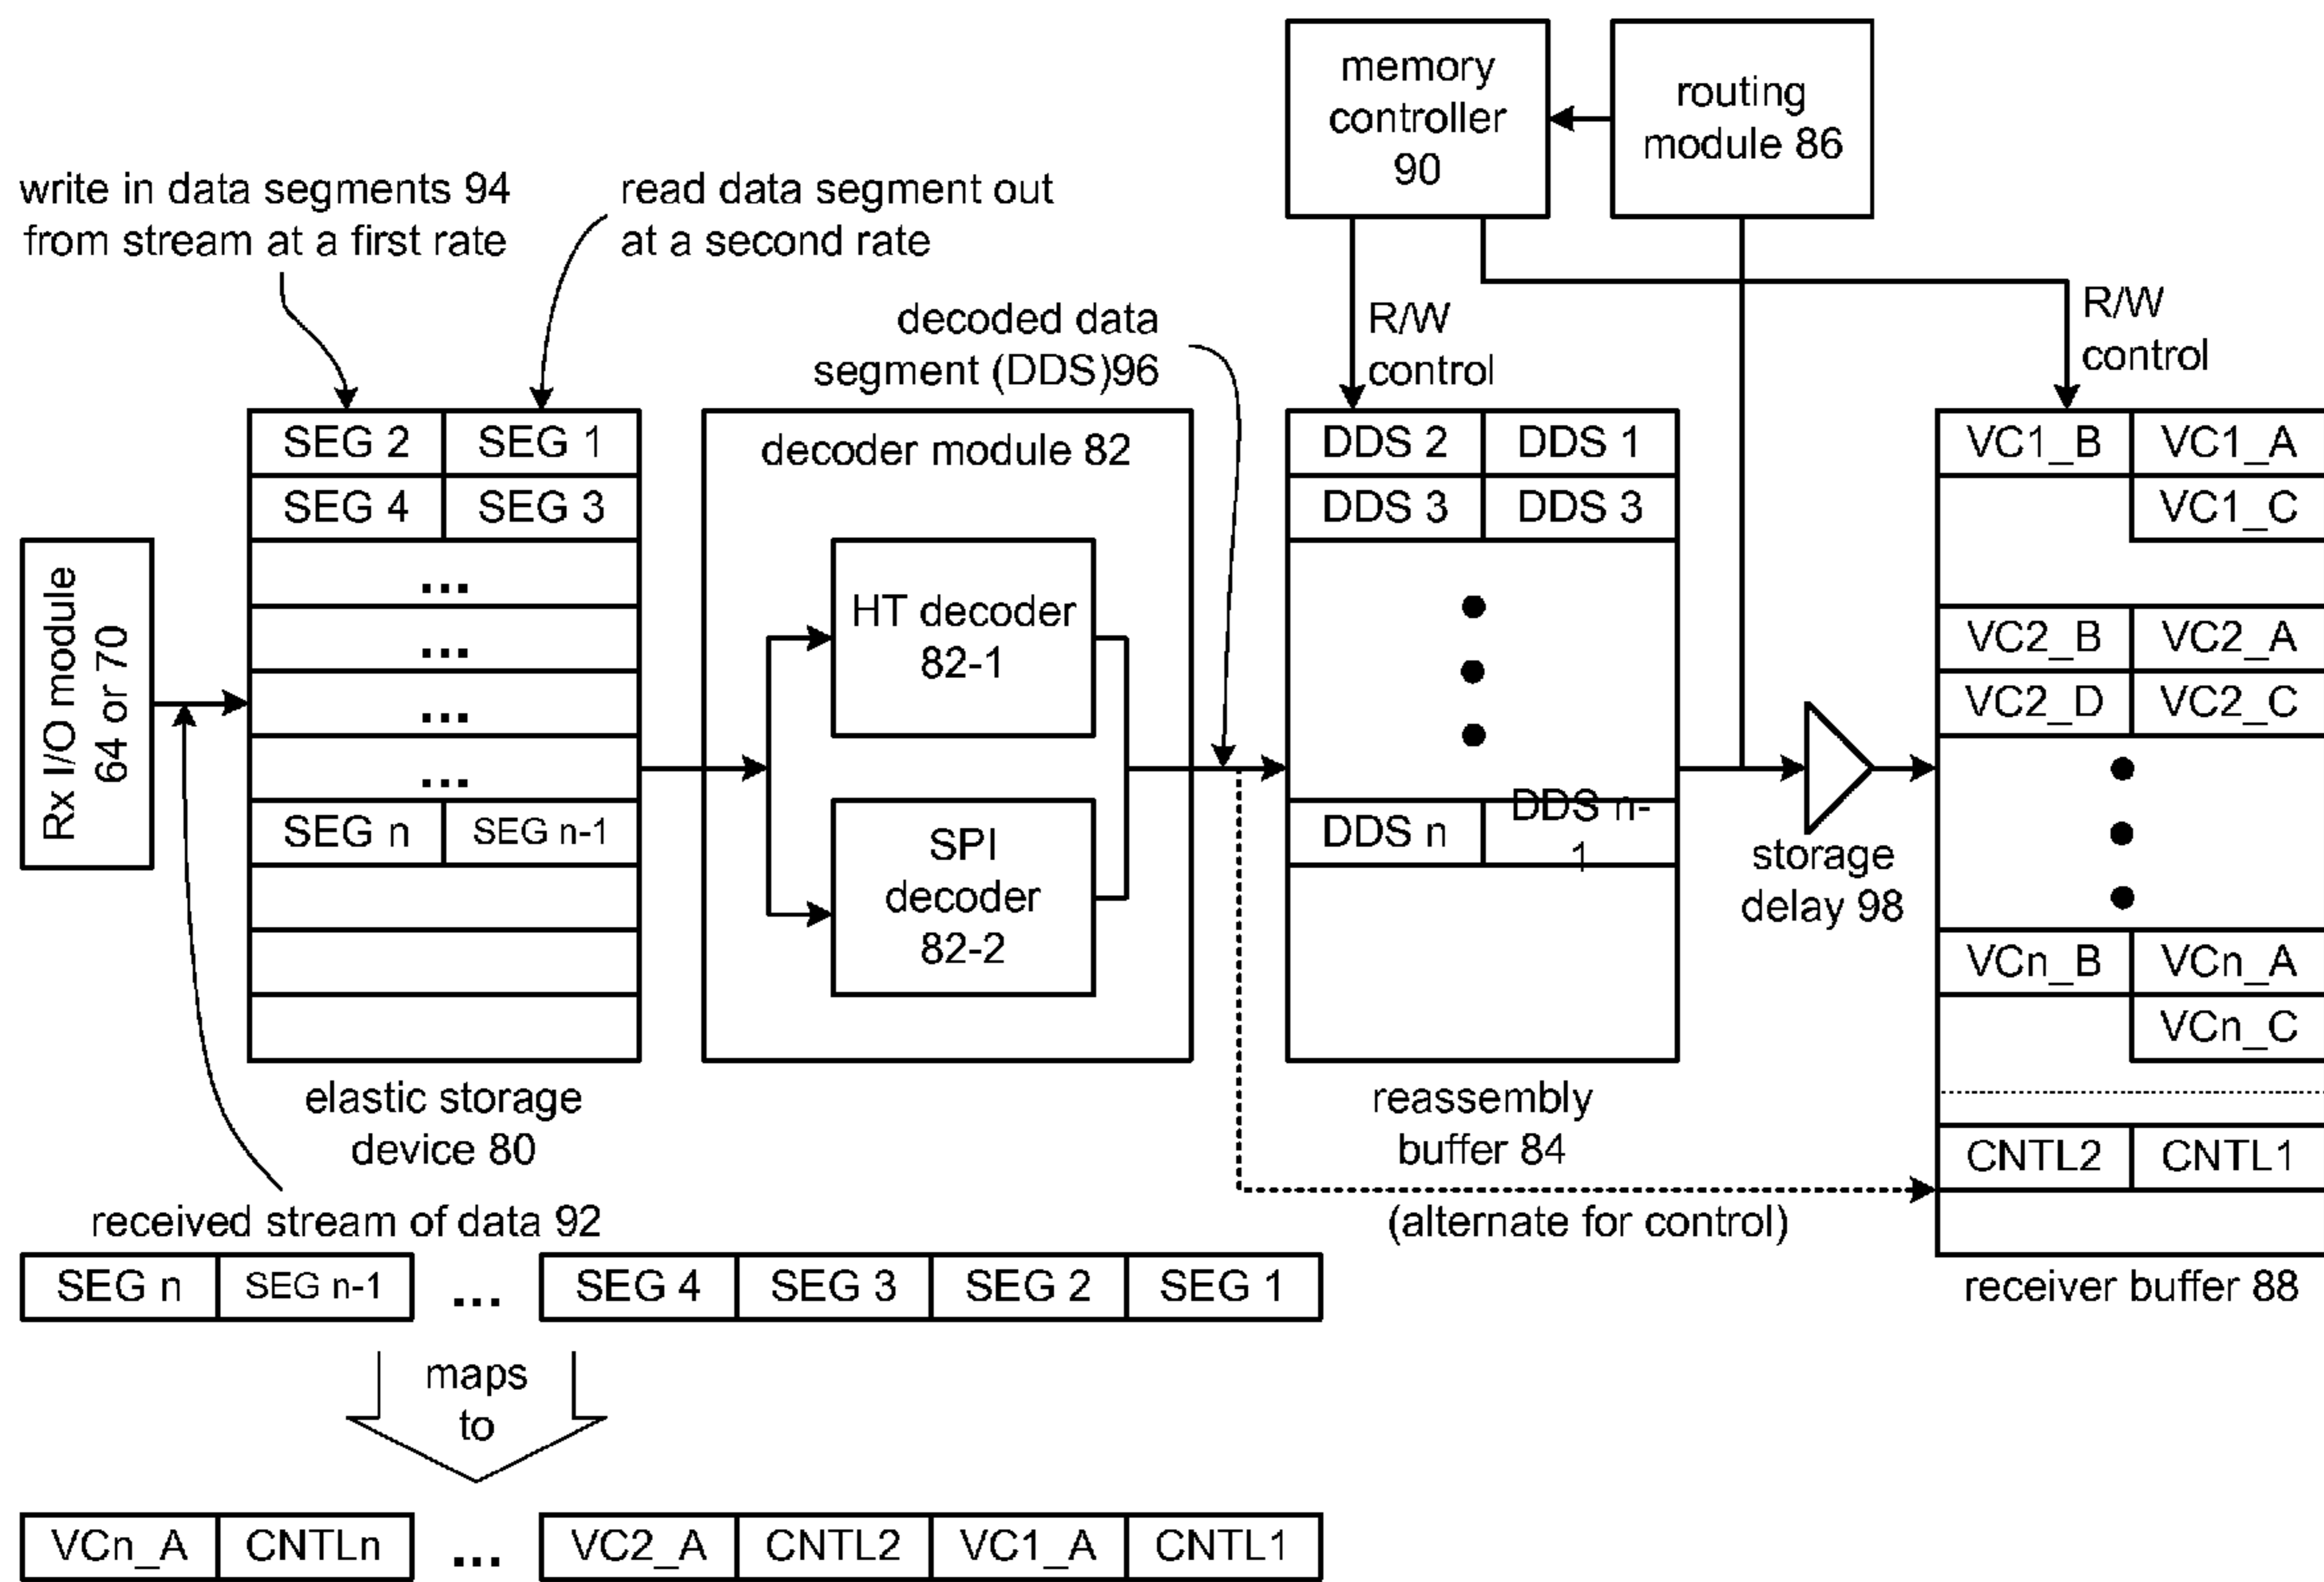 memory
controller
90
routing
module 86
write in data segments 94
from stream at a first rate
read data segment out
at a second rate
decoded data
segment (DDS)96
R/W
control
R/W
control
SEG 2 SEG 1
SEG 4 SEG 3
...
...
...
...
SEG n SEG n-1
elastic storage
device 80
Rx I/O module
64 or 70
decoder module 82
HT decoder
82-1
SPI
decoder
82-2
DDS 2 DDS 1
DDS 3 DDS 3
DDS n DDS n-
1
reassembly
buffer 84
storage
delay 98
VC1_B VC1_A
VC1_C
VC2_B VC2_A
VC2_D VC2_C
VCn_B VCn_A
VCn_C
CNTL2 CNTL1
receiver buffer 88
(alternate for control)
received stream of data 92
SEG n SEG n-1 ... SEG 4 SEG 3 SEG 2 SEG 1
maps
to
VCn_A CNTLn ... VC2_A CNTL2 VC1_A CNTL1